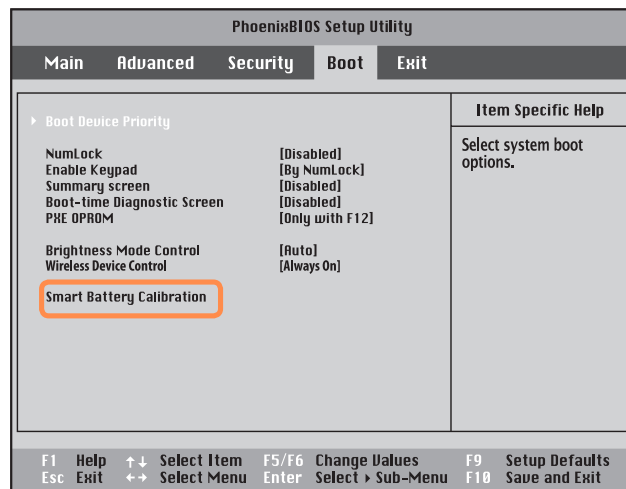 PhoenixBIOS Setup Utility
Main Advanced Security Boot Exit
Item Specific Help
▸ Boot Device Priority
Select system boot
options.
NumLock [Disabled]
Enable Keypad [By NumLock]
Summary screen [Disabled]
Boot-time Diagnostic Screen [Disabled]
PXE OPROM [Only with F12]
Brightness Mode Control [Auto]
Wireless Device Control [Always On]
Smart Battery Calibration
F1 Help ↑↓ Select Item F5/F6 Change Values F9 Setup Defaults
Esc Exit ←→ Select Menu Enter Select ▸ Sub-Menu F10 Save and Exit